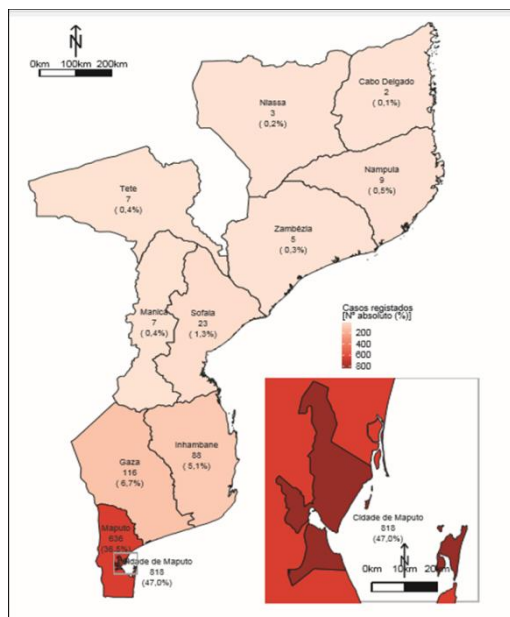 N
0km 100km 200km
Cabo Delgado
2
( 0,1%)
Niassa
3
( 0,2%)
Nampula
9
( 0,5%)
Tete
7
( 0,4%)
Zambézia
5
( 0,3%)
Manica
7
( 0,4%)
Sofala
23
( 1,3%)
Casos registados
[Nº absoluto (%)]
200
400
600
800
Inhambane
88
( 5,1%)
Gaza
116
( 6,7%)
Maputo
636
Cidade de Maputo
818
(47,0%)
Cidade de Maputo
818
(47,0%)
N
0km 10km 20km